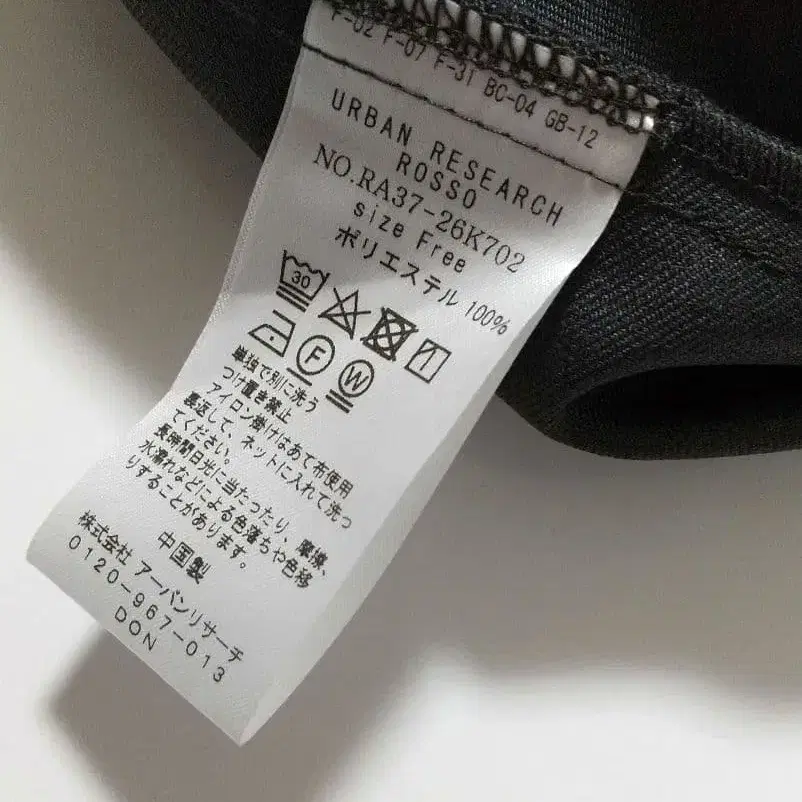 F-02 F-07 F-31 BC-04 GB-12
URBAN RESEARCH
ROSSO
NO.RA37-26K702
size Free
ポリエステル 100%
30
F W
単独で別に洗う
つけ置き禁止
アイロン掛けはあて布使用
裏返して、ネットに入れて洗っ
てください。
長時間日光に当たったり、摩擦、
水濡れなどによる色落ちや色移
りすることがあります。
中国製
株式会社 アーバンリサーチ
0120-967-013
DON